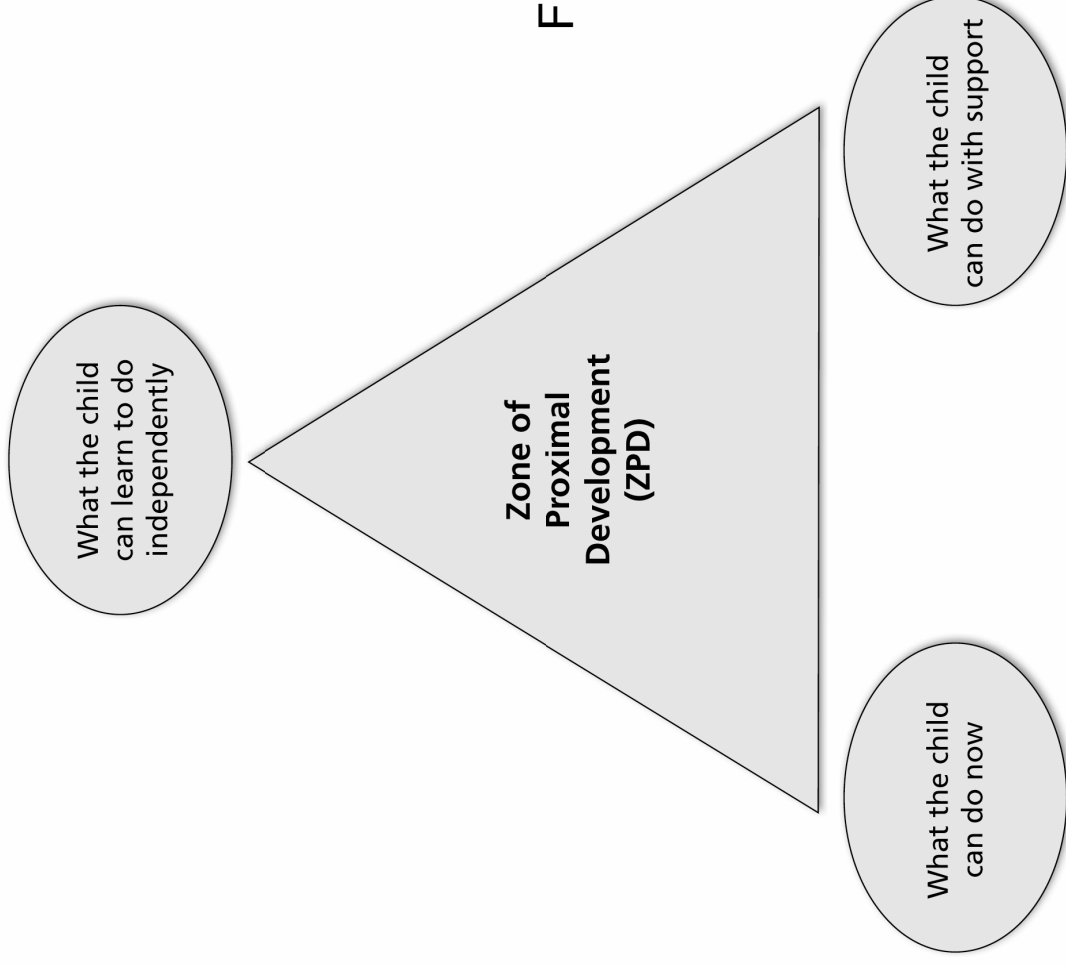 What the child
can learn to do
independently
Zone of
Proximal
Development
(ZPD)
What the child
can do now
What the child
can do with support
F